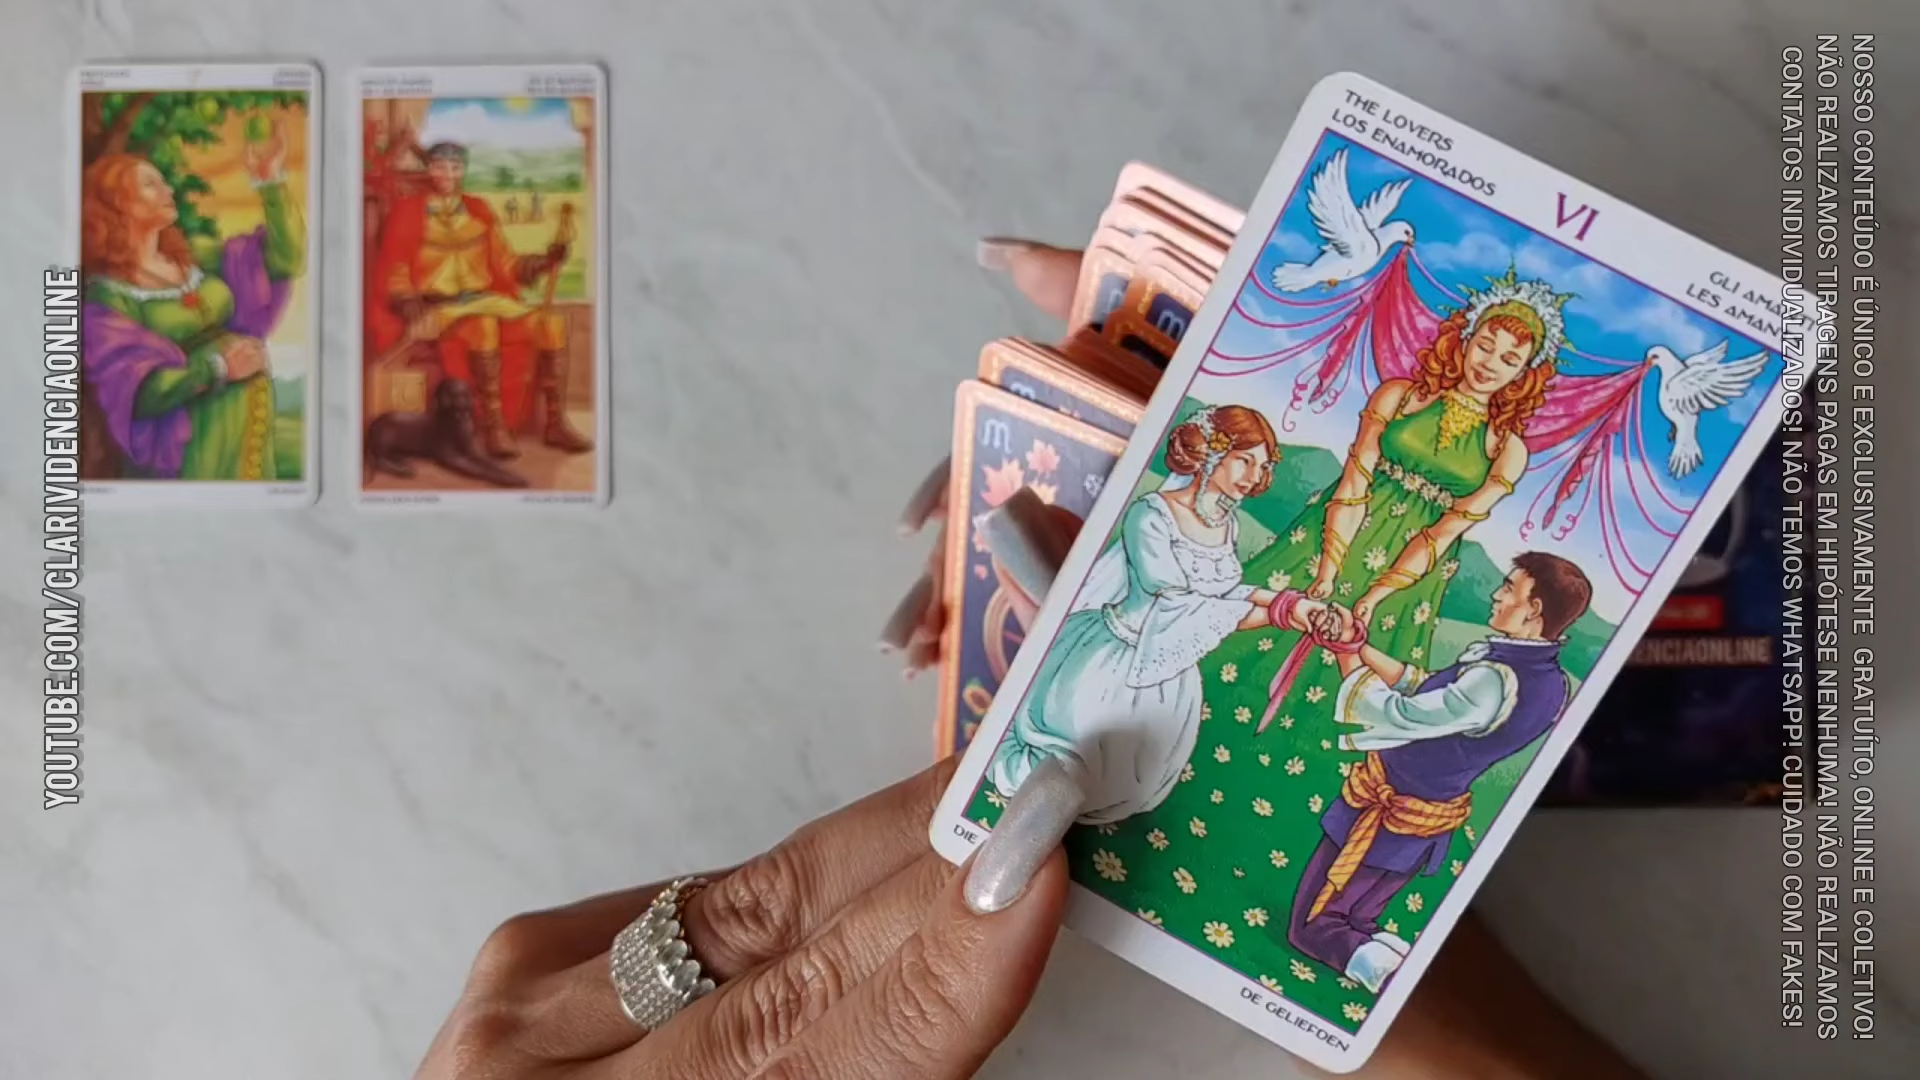 YOUTUBE.COM/CLARIVIDENCIAONLINE
THE LOVERS
LOS ENAMORADOS
VI
GLI AMANTI
LES AMAN
DIE
DE GELIEFDEN
ENCIAONLINE
NOSSO CONTEÚDO É ÚNICO E EXCLUSIVAMENTE GRATUÍTO, ONLINE E COLETIVO!
NÃO REALIZAMOS TIRAGENS PAGAS EM HIPÓTESE NENHUMA! NÃO REALIZAMOS
CONTATOS INDIVIDUALIZADOS! NÃO TEMOS WHATSAPP! CUIDADO COM FAKES!